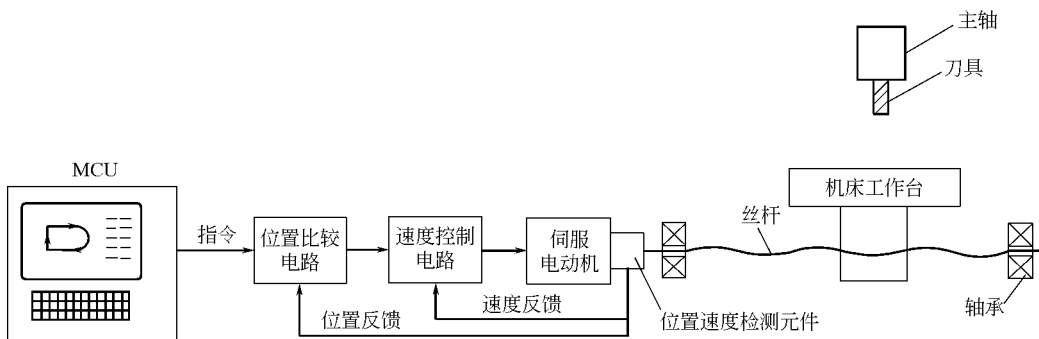 主轴
刀具
MCU
机床工作台
指令
位置比较
电路
速度控制
电路
伺服
电动机
丝杆
位置反馈
速度反馈
位置速度检测元件
轴承